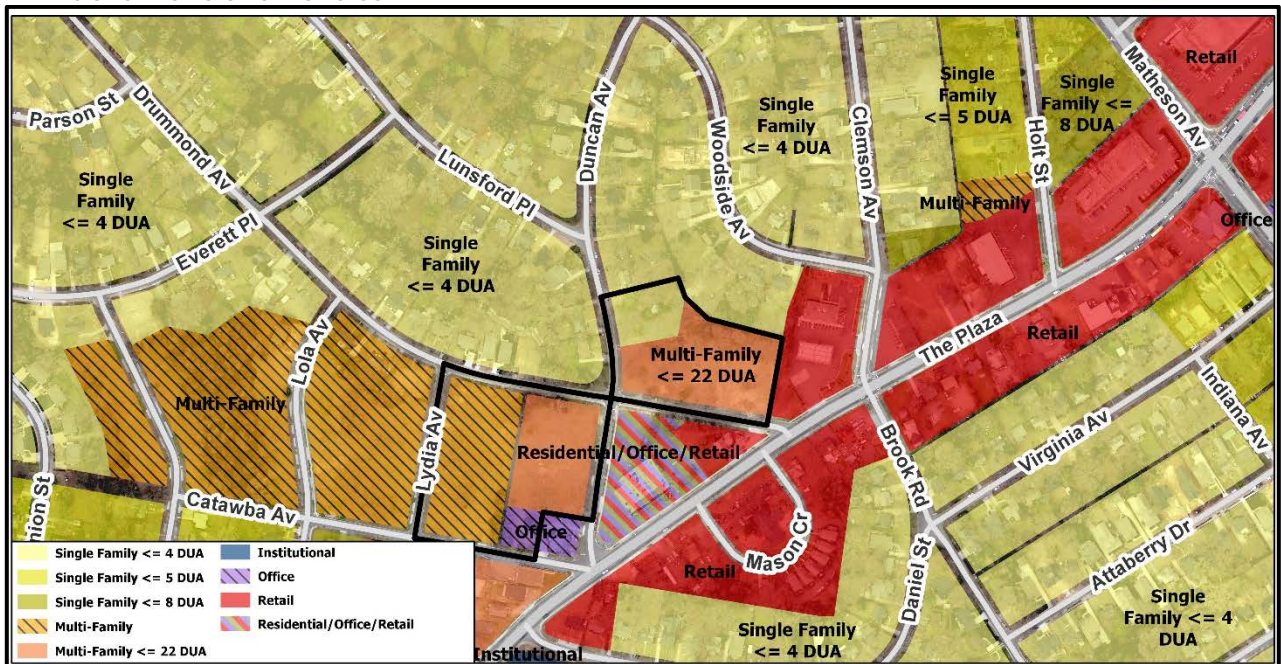 Retail
Matheson Av
Single
Family
<= 5 DUA
Single
Family <=
8 DUA
Holt St
Parson St
Drummond Av
Duncan Av
Single
Family
<= 4 DUA
Woodside Av
Clemson Av
Lunsford Pl
Single
Family
<= 4 DUA
Multi-Family
Office
Everett Pl
Single
Family
<= 4 DUA
The Plaza
Retail
Lola Av
Multi-Family
<= 22 DUA
Indiana Av
Multi-Family
Lydia Av
Residential/Office/Retail
Brook Rd
Virginia Av
Catawba Av
nion St
Office
Mason Cr
Retail
Daniel St
Attaberry Dr
Single
Family <= 4
DUA
Single Family
<= 4 DUA
Institutional
Single Family <= 4 DUA
Single Family <= 5 DUA
Single Family <= 8 DUA
Multi-Family
Multi-Family <= 22 DUA
Institutional
Office
Retail
Residential/Office/Retail